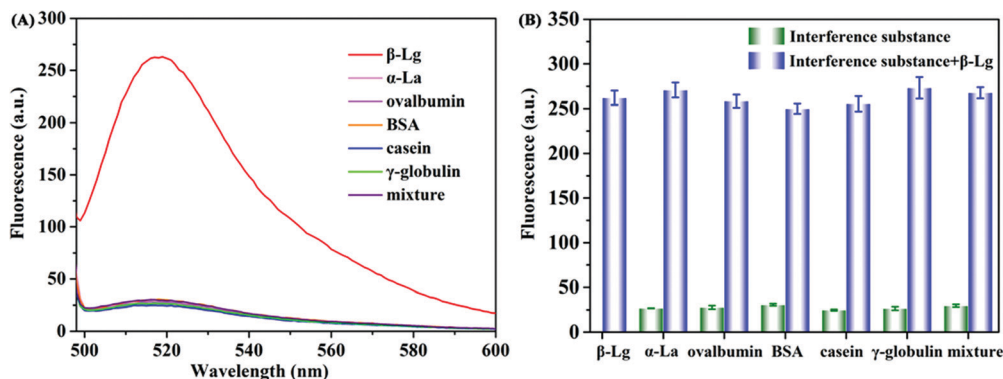 (A)
300
250
200
150
100
50
0
Fluorescence (a.u.)
500 520 540 560 580 600
Wavelength (nm)
β-Lg
α-La
ovalbumin
BSA
casein
γ-globulin
mixture
(B)
350
300
250
200
150
100
50
0
Fluorescence (a.u.)
Interference substance
Interference substance+β-Lg
β-Lg α-La ovalbumin BSA casein γ-globulin mixture